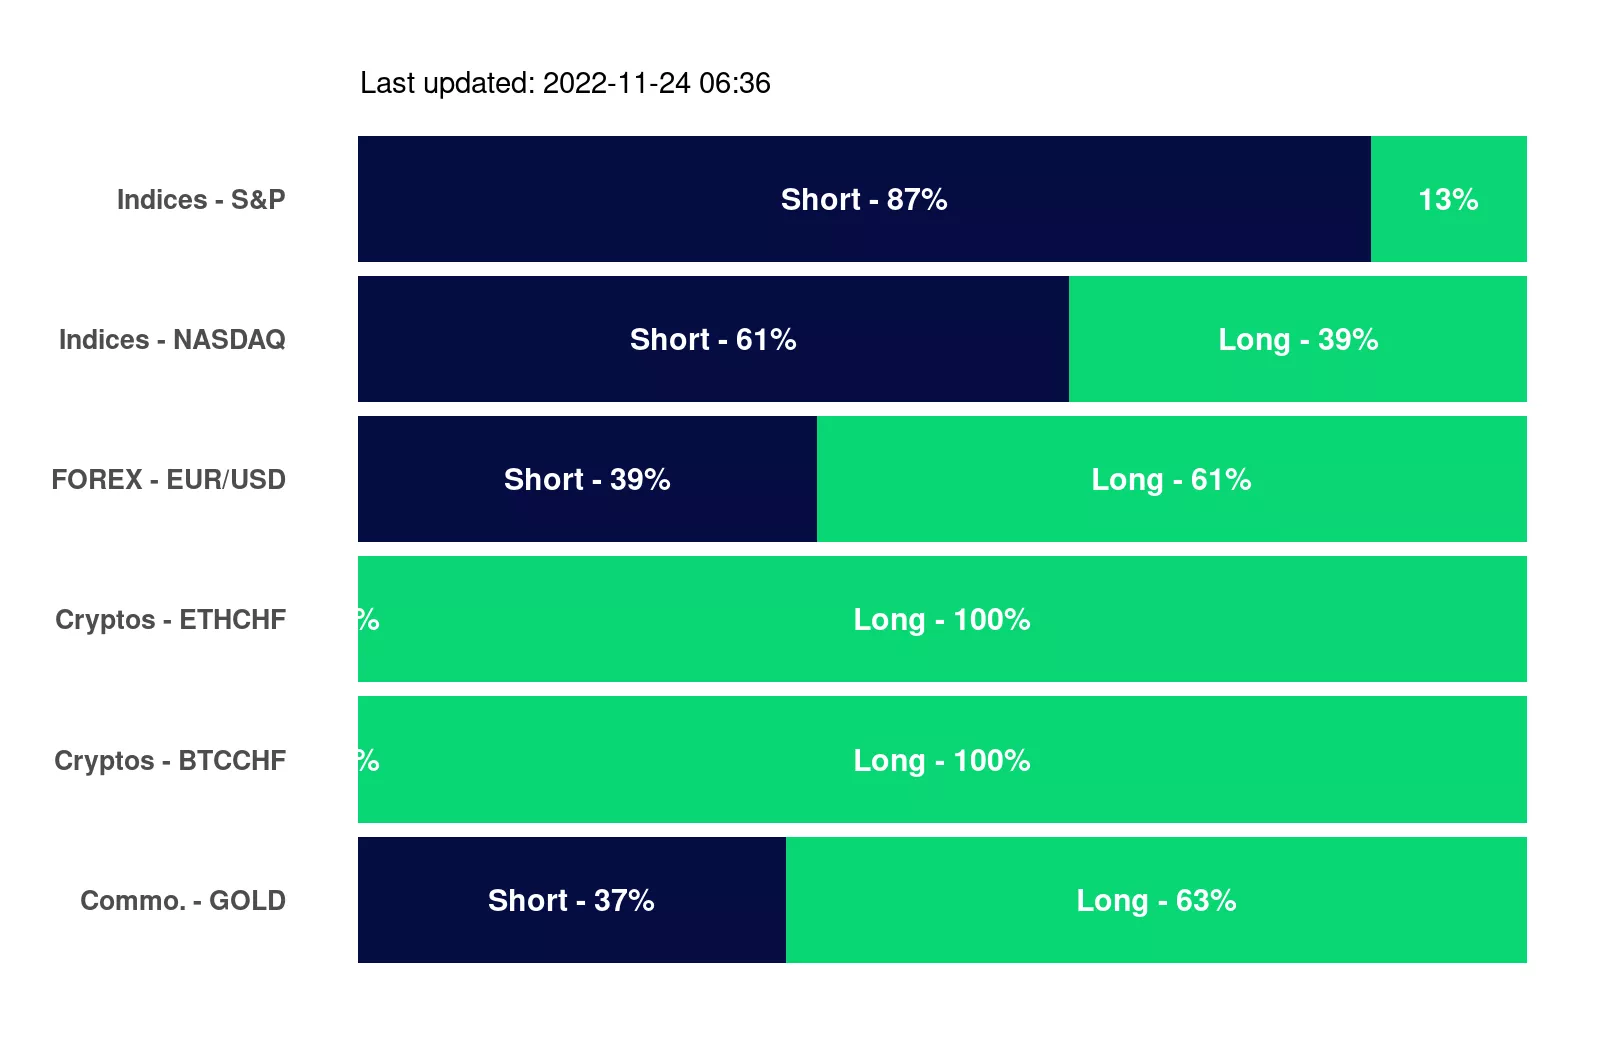 Last updated: 2022-11-24 06:36
Indices - S&P Short - 87% 13%
Indices - NASDAQ Short - 61% Long - 39%
FOREX - EUR/USD Short - 39% Long - 61%
Cryptos - ETHCHF % Long - 100%
Cryptos - BTCCHF % Long - 100%
Commo. - GOLD Short - 37% Long - 63%